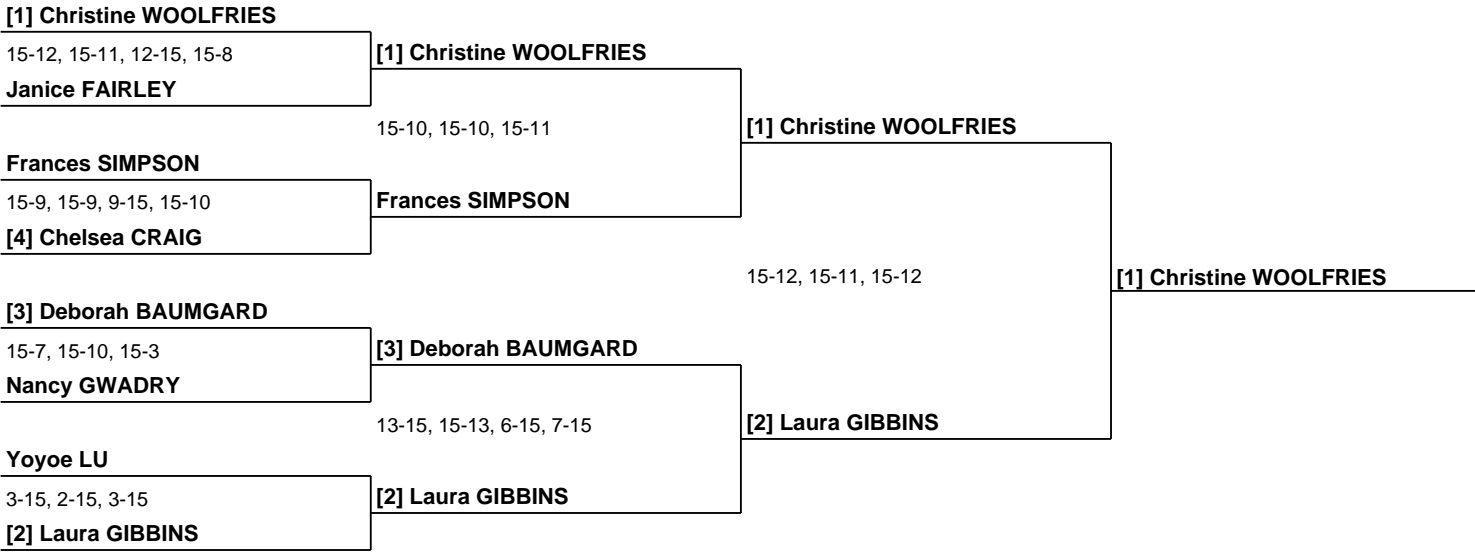 [1] Christine WOOLFRIES
15-12, 15-11, 12-15, 15-8
Janice FAIRLEY
Frances SIMPSON
15-9, 15-9, 9-15, 15-10
[4] Chelsea CRAIG
[3] Deborah BAUMGARD
15-7, 15-10, 15-3
Nancy GWADRY
Yoyoe LU
3-15, 2-15, 3-15
[2] Laura GIBBINS
[1] Christine WOOLFRIES
15-10, 15-10, 15-11
Frances SIMPSON
[3] Deborah BAUMGARD
13-15, 15-13, 6-15, 7-15
[2] Laura GIBBINS
[1] Christine WOOLFRIES
15-12, 15-11, 15-12
[2] Laura GIBBINS
[1] Christine WOOLFRIES